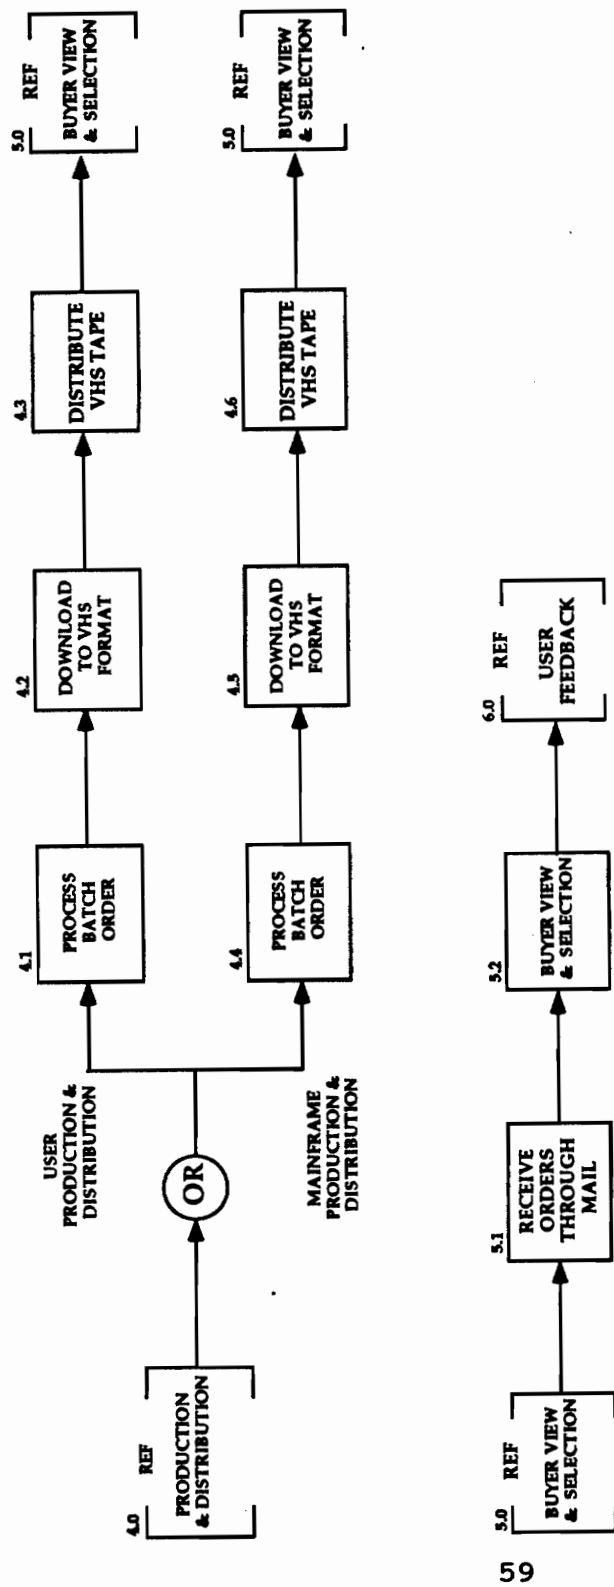 4.0 REF
PRODUCTION
& DISTRIBUTION
OR
USER
PRODUCTION &
DISTRIBUTION
4.1
PROCESS
BATCH
ORDER
4.2
DOWNLOAD
TO VHS
FORMAT
4.3
DISTRIBUTE
VHS TAPE
5.0 REF
BUYER VIEW
& SELECTION
MAINFRAME
PRODUCTION &
DISTRIBUTION
4.4
PROCESS
BATCH
ORDER
4.5
DOWNLOAD
TO VHS
FORMAT
4.6
DISTRIBUTE
VHS TAPE
5.0 REF
BUYER VIEW
& SELECTION
5.0 REF
BUYER VIEW
& SELECTION
5.1
RECEIVE
ORDERS
THROUGH
MAIL
5.2
BUYER VIEW
& SELECTION
6.0 REF
USER
FEEDBACK
59